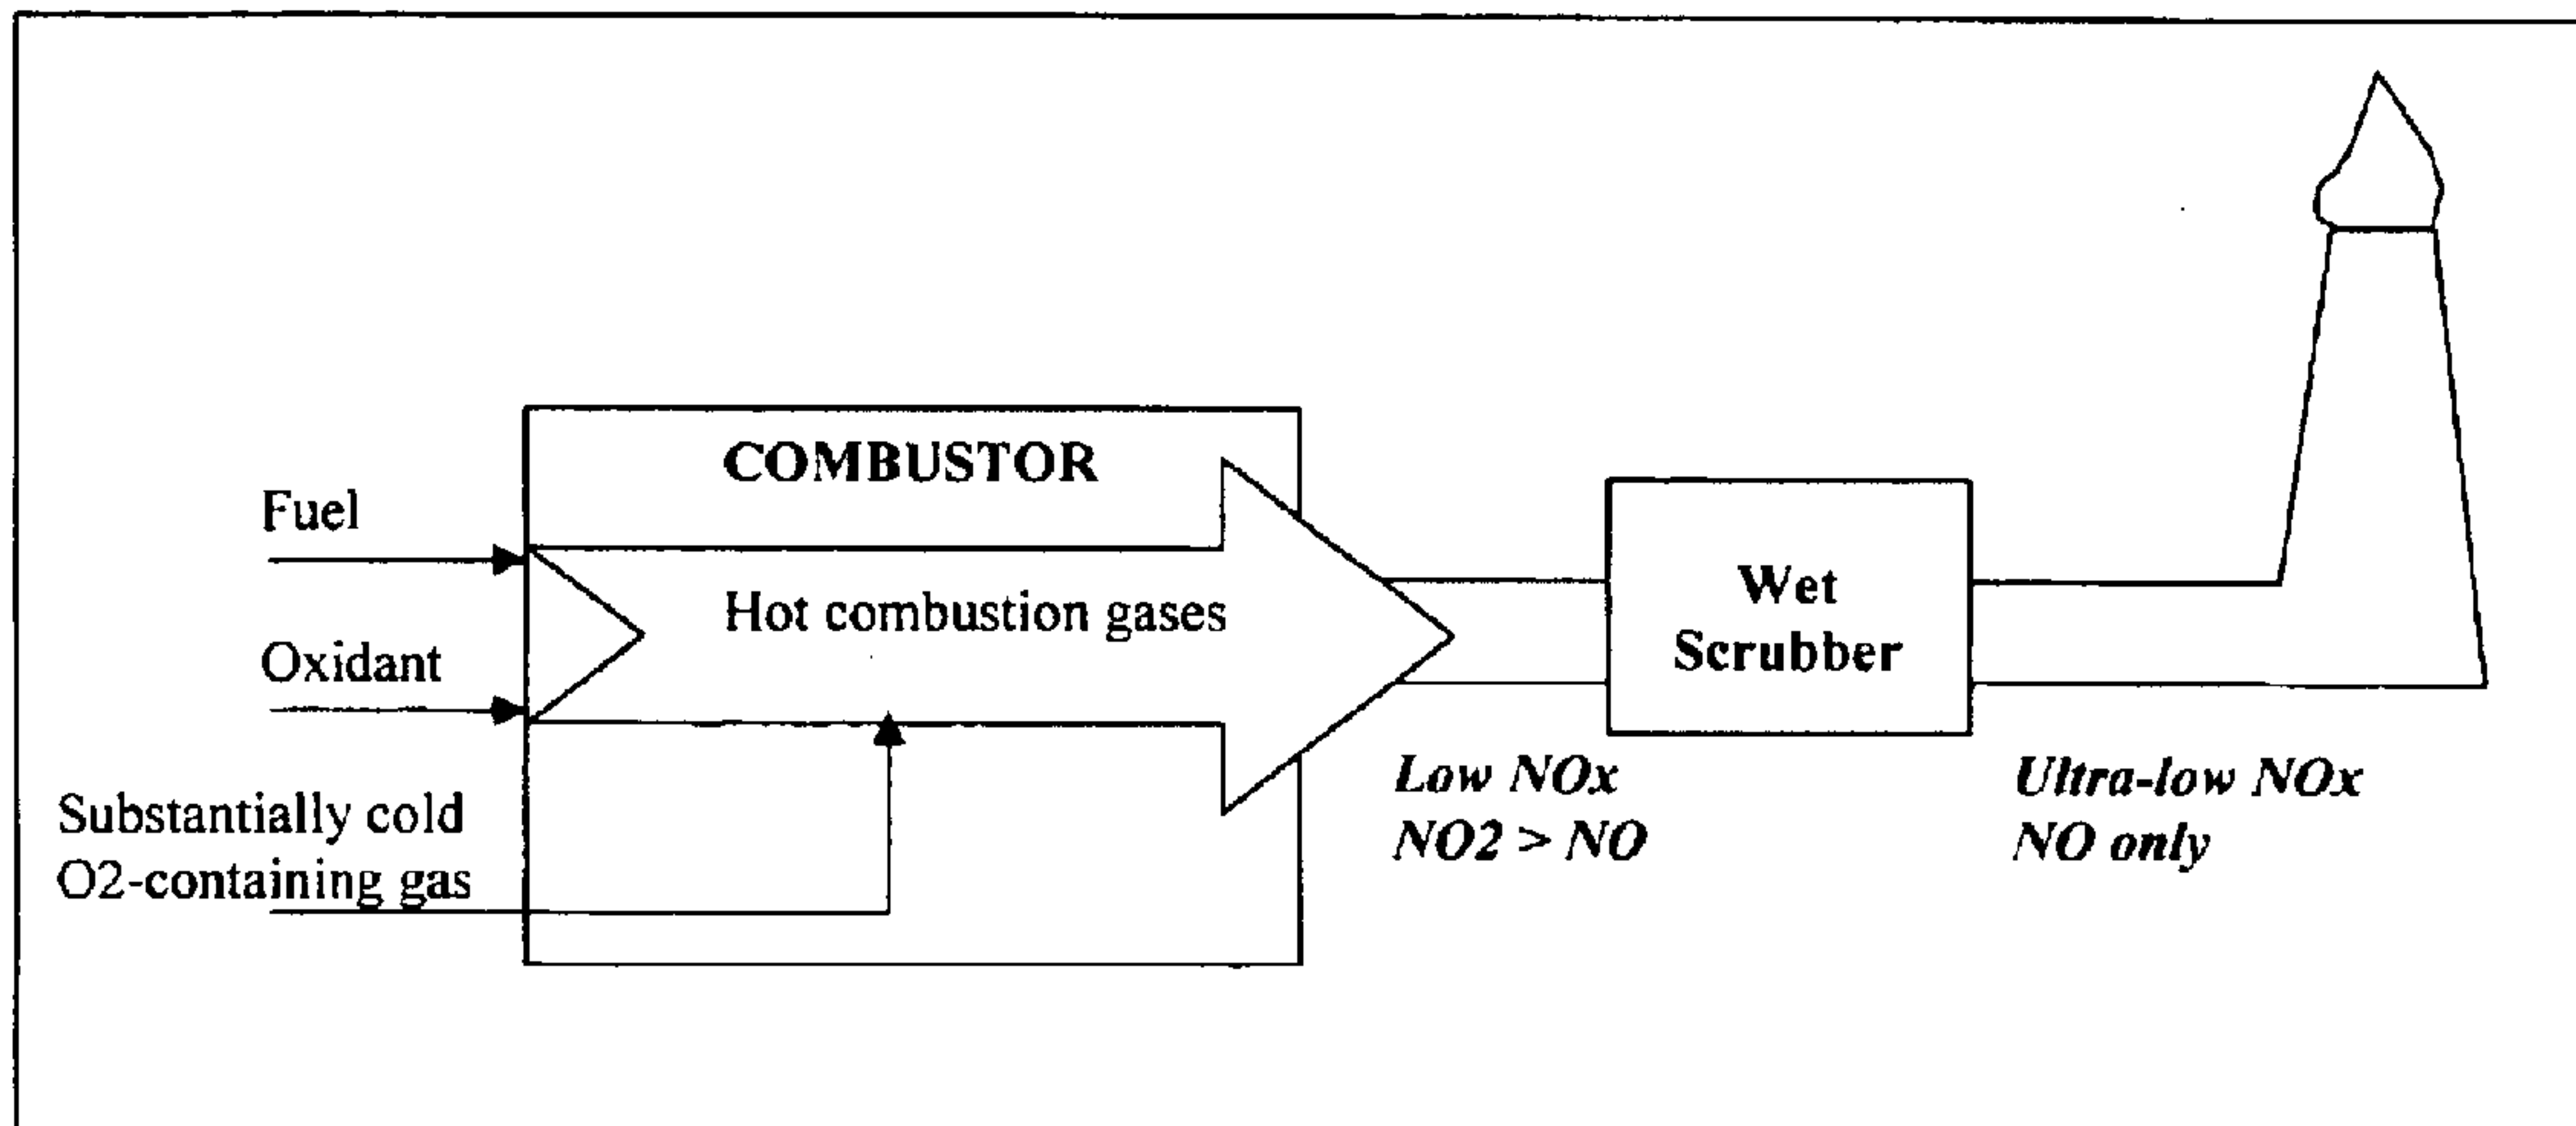 COMBUSTOR
Fuel
Hot combustion gases
Oxidant
Substantially cold
O2-containing gas
Wet
Scrubber
Low NOx
NO2 > NO
Ultra-low NOx
NO only